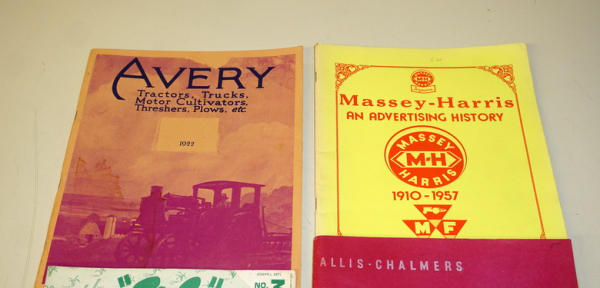 AVERY
Tractors, Trucks,
Motor Cultivators,
Threshers, Plows, etc.
1922
NO. 2
M-H
Massey-Harris
AN ADVERTISING HISTORY
MASSEY
M-H
HARRIS
1910-1957
M F
ALLIS-CHALMERS